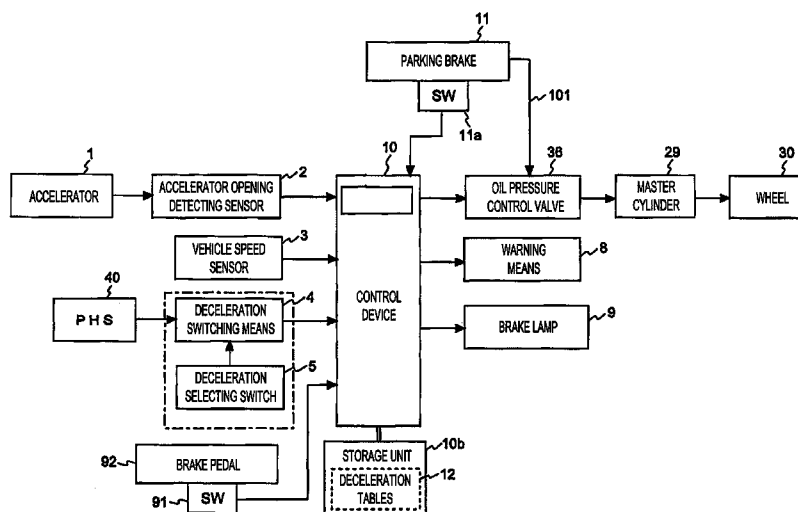 11
PARKING BRAKE
SW
11a
101
1
ACCELERATOR
2
ACCELERATOR OPENING
DETECTING SENSOR
10
CONTROL
DEVICE
36
OIL PRESSURE
CONTROL VALVE
29
MASTER
CYLINDER
30
WHEEL
3
VEHICLE SPEED
SENSOR
8
WARNING
MEANS
40
PHS
4
DECELERATION
SWITCHING MEANS
9
BRAKE LAMP
5
DECELERATION
SELECTING SWITCH
92
BRAKE PEDAL
91
SW
10b
STORAGE UNIT
12
DECELERATION
TABLES